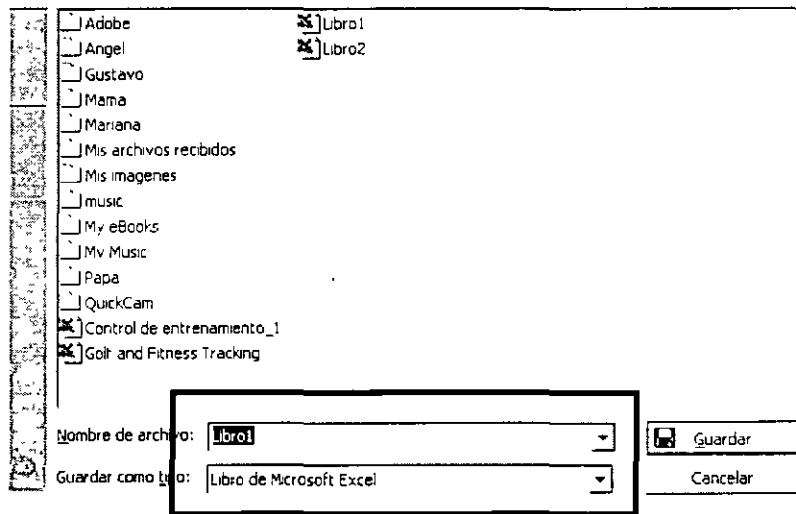 Adobe
Angel
Gustavo
Mama
Mariana
Mis archivos recibidos
Mis imagenes
music
My eBooks
My Music
Papa
QuickCam
Control de entrenamiento_1
Golf and Fitness Tracking
Libro1
Libro2
Nombre de archivo: Libro1
Guardar
Guardar como tipo: Libro de Microsoft Excel
Cancelar